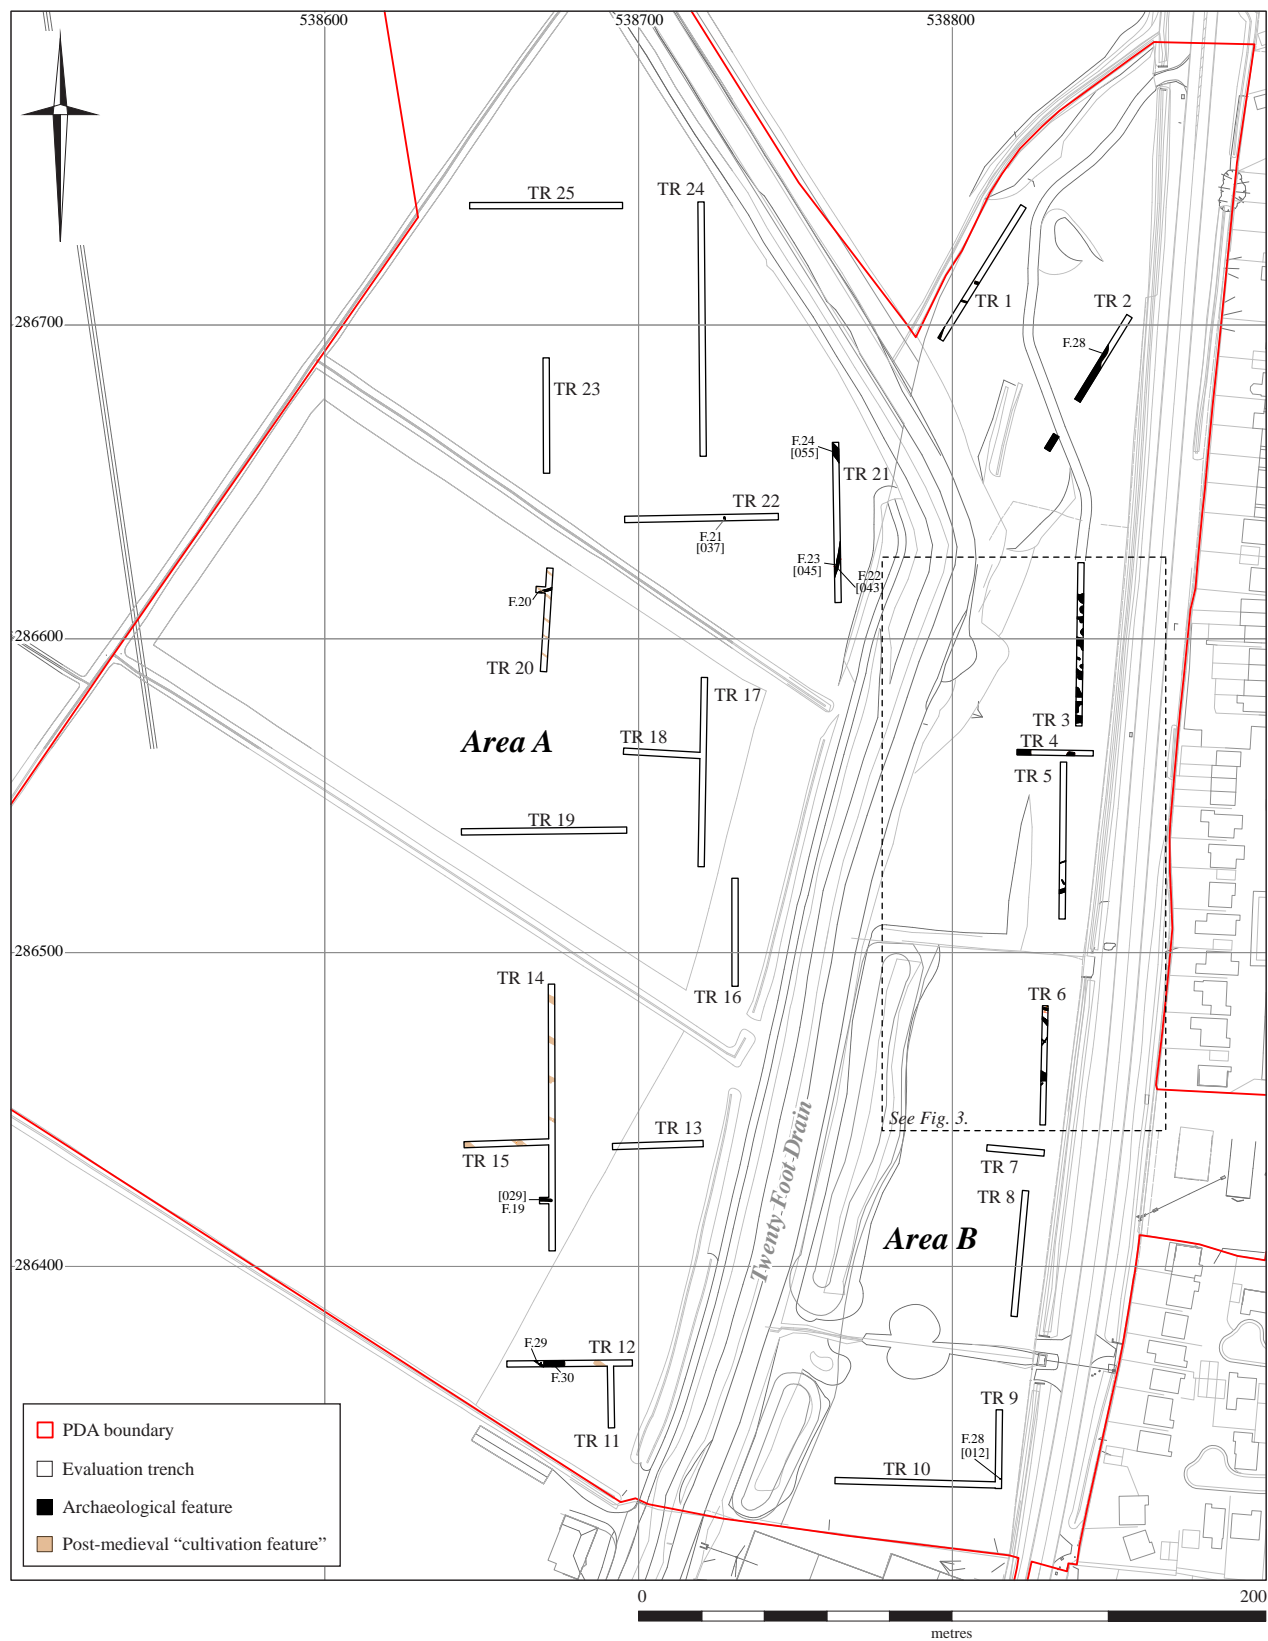 538600
538700
538800
TR 25
TR 24
TR 1
TR 2
286700
F.28
TR 23
F.24
[055]
TR 21
TR 22
F.21
[037]
F.23
[045]
F.22
[043]
F.20
286600
TR 20
TR 17
TR 3
Area A
TR 18
TR 4
TR 5
TR 19
286500
TR 14
TR 16
TR 6
See Fig. 3.
TR 13
TR 15
TR 7
[029]
F.19
TR 8
Twenty Foot Drain
Area B
286400
F.29
TR 12
F.30
TR 9
TR 11
F.28
[012]
TR 10
PDA boundary
Evaluation trench
Archaeological feature
Post-medieval “cultivation feature”
0
200
metres